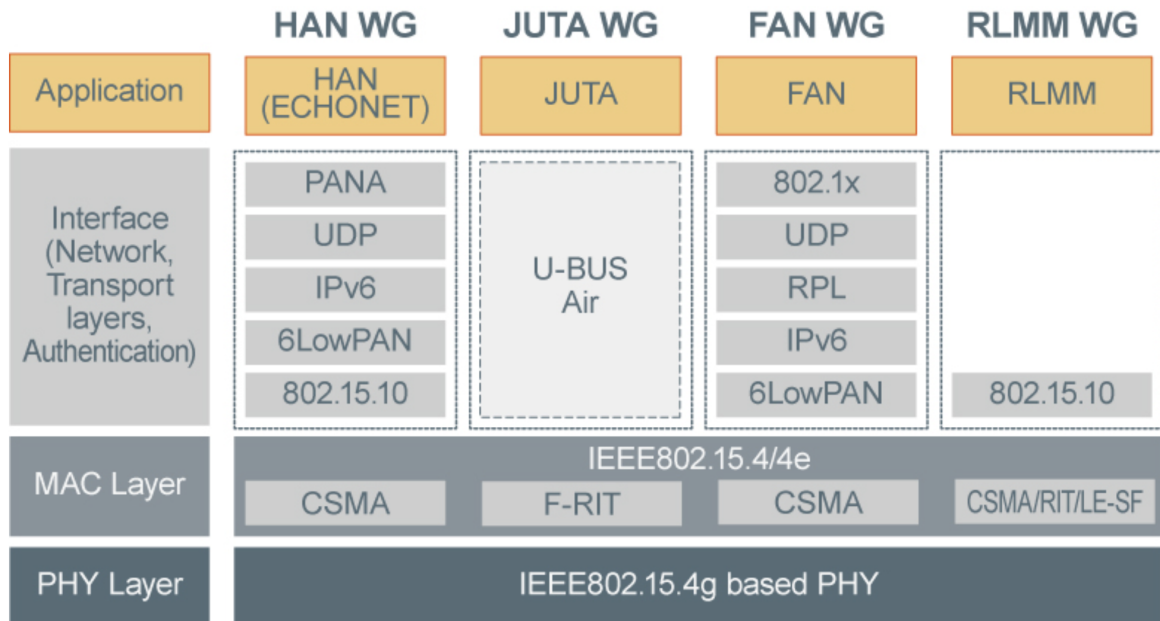 HAN WG JUTA WG FAN WG RLMM WG
Application
HAN
(ECHONET)
JUTA
FAN
RLMM
Interface
(Network,
Transport
layers,
Authentication)
PANA
UDP
IPv6
6LowPAN
802.15.10
U-BUS
Air
802.1x
UDP
RPL
IPv6
6LowPAN
802.15.10
MAC Layer
IEEE802.15.4/4e
CSMA
F-RIT
CSMA
CSMA/RIT/LE-SF
PHY Layer
IEEE802.15.4g based PHY